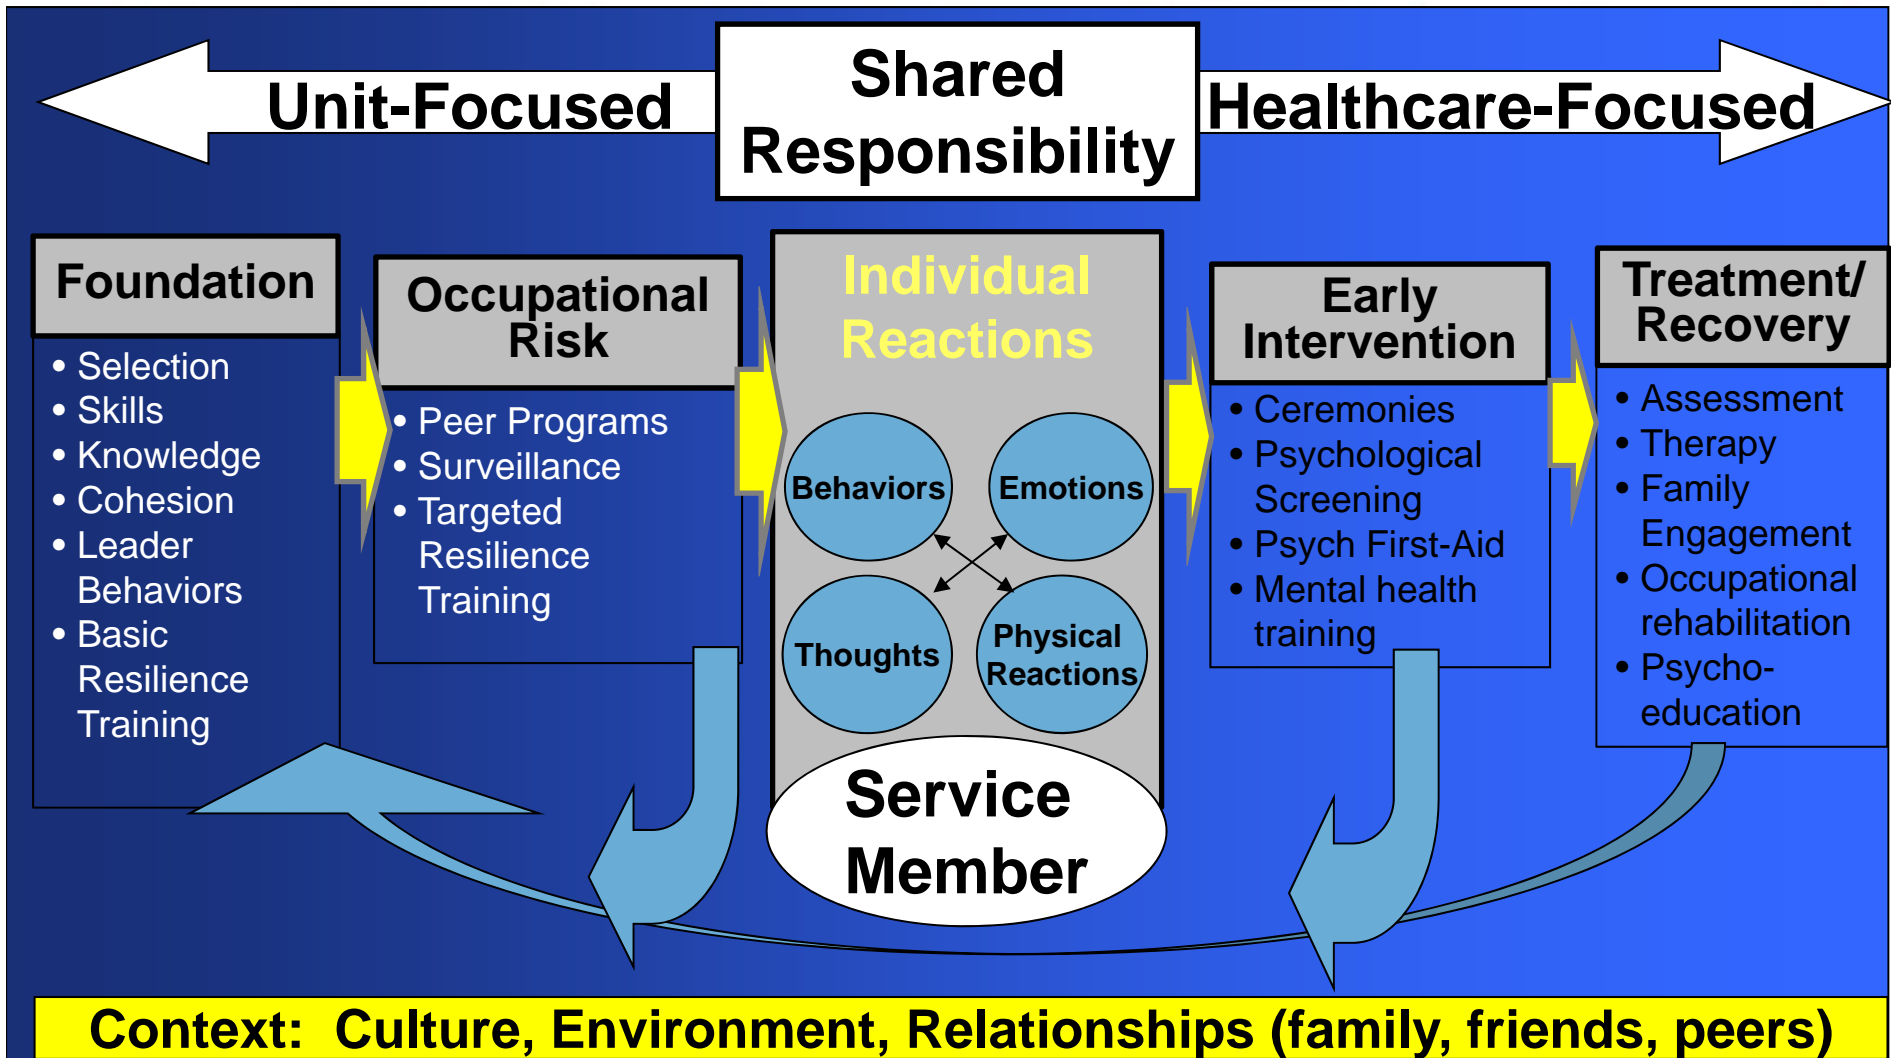 Unit-Focused
Shared
Responsibility
Healthcare-Focused
Foundation
• Selection
• Skills
• Knowledge
• Cohesion
• Leader
Behaviors
• Basic
Resilience
Training
Occupational
Risk
• Peer Programs
• Surveillance
• Targeted
Resilience
Training
Individual
Reactions
Behaviors
Emotions
Thoughts
Physical
Reactions
Service
Member
Early
Intervention
• Ceremonies
• Psychological
Screening
• Psych First-Aid
• Mental health
training
Treatment/
Recovery
• Assessment
• Therapy
• Family
Engagement
• Occupational
rehabilitation
• Psycho-
education
Context: Culture, Environment, Relationships (family, friends, peers)